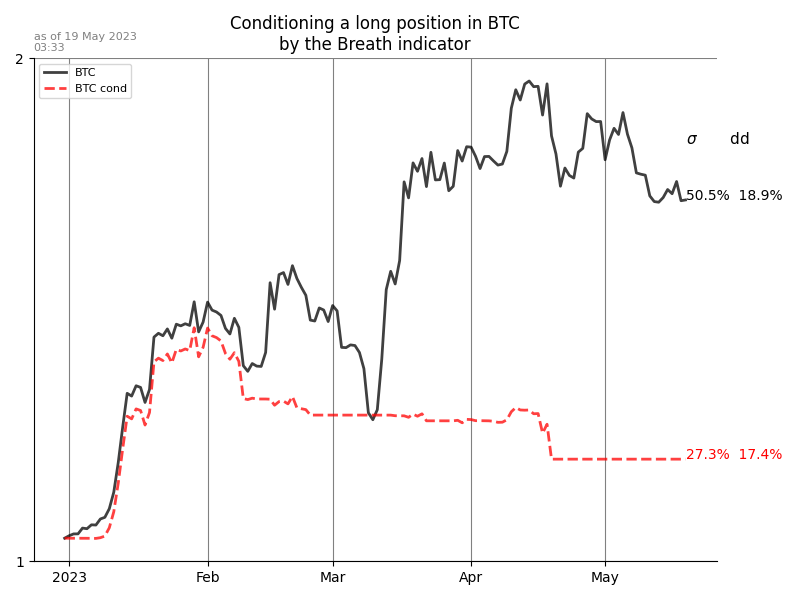 Conditioning a long position in BTC
by the Breath indicator
as of 19 May 2023
03:33
2
BTC
BTC cond
σ dd
50.5% 18.9%
27.3% 17.4%
1
2023 Feb Mar Apr May